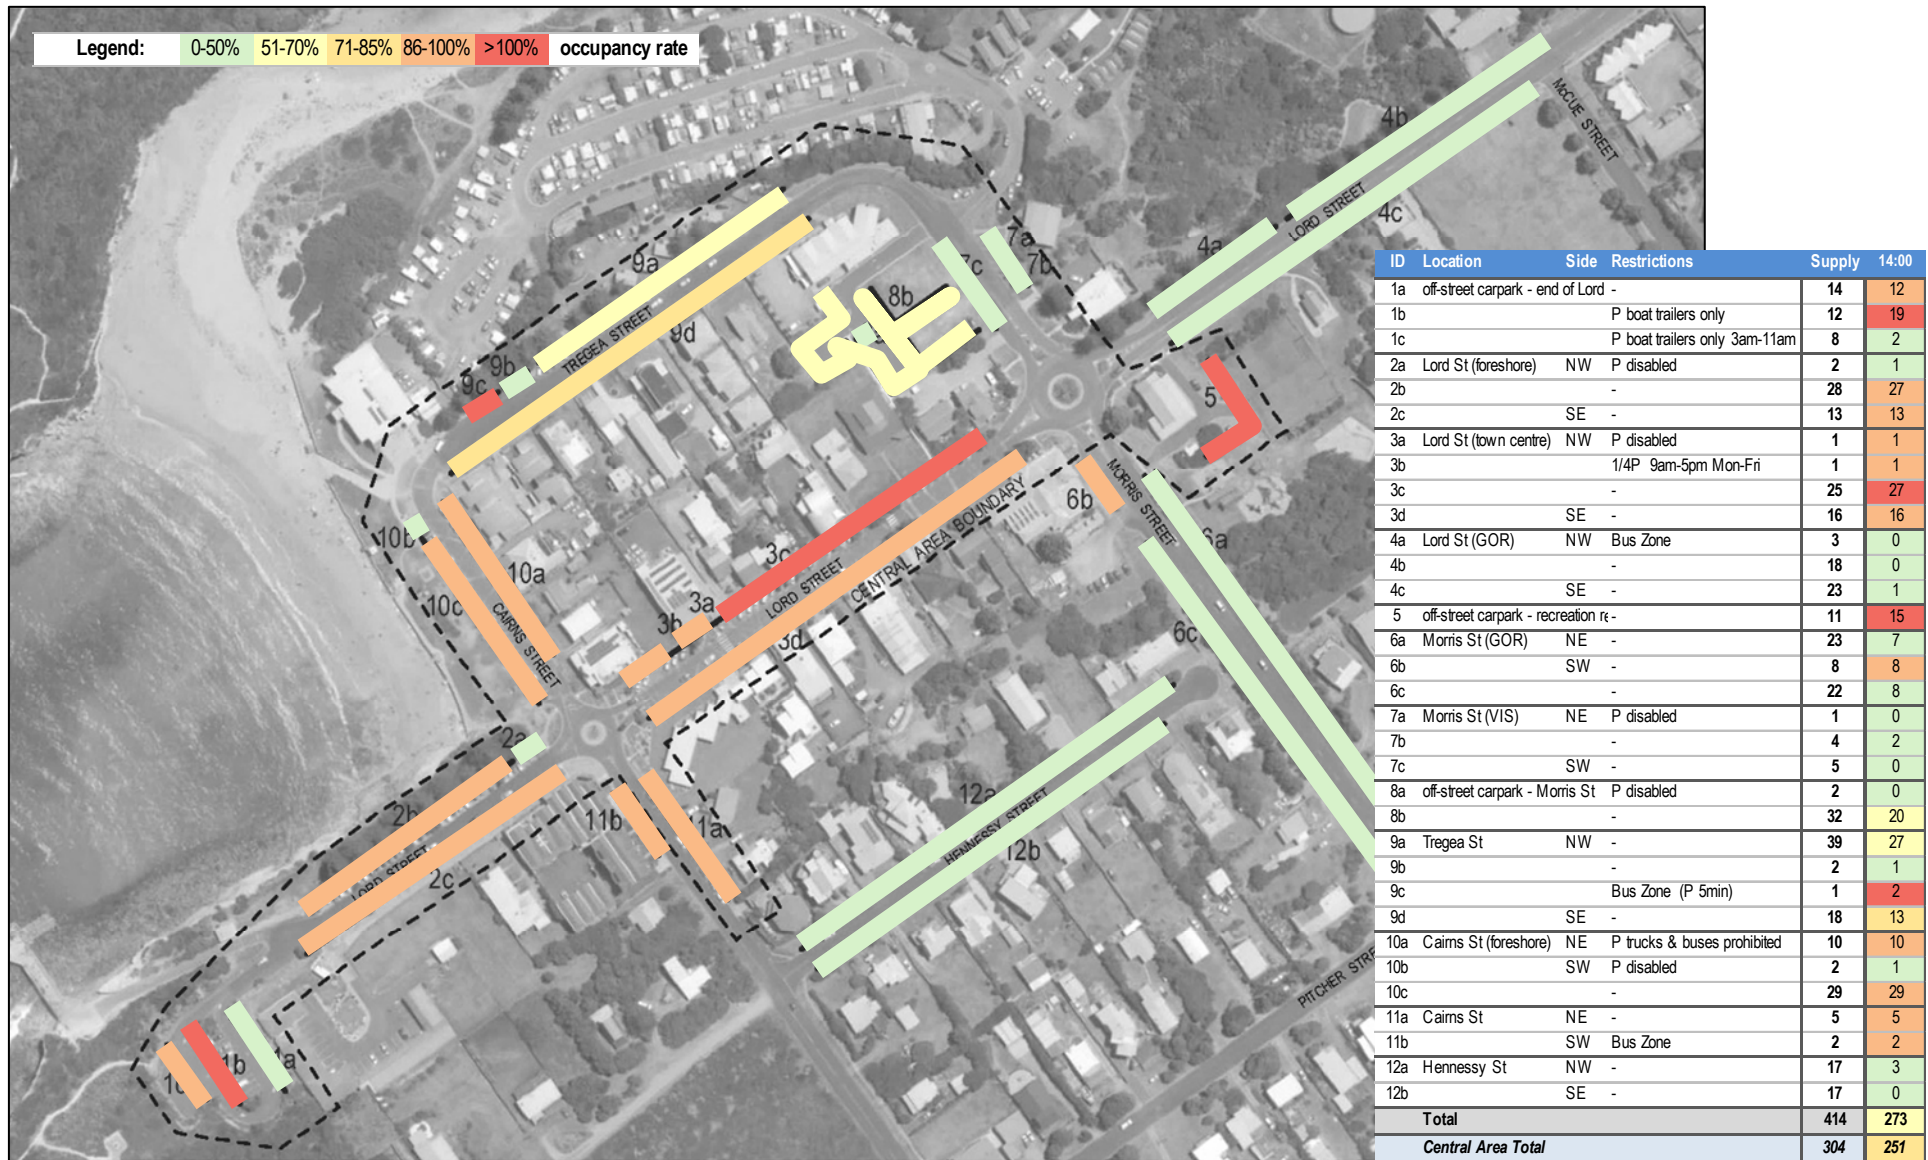 Legend: 0-50% 51-70% 71-85% 86-100% >100% occupancy rate
McCUE STREET
4b
LORD STREET
4c
4a
7a
7b
7c
9a
8b
TREGEA STREET
9d
9b
9c
5
MORRIS STREET
6b
6a
CENTRAL AREA BOUNDARY
10b
10a
3c
LORD STREET
10c
3a
3b
CAIRNS STREET
3d
6c
2a
12a
2b
11b
11a
HENNESSY STREET
12b
LORD STREET
2c
PITCHER STRE
1b
1a
ID Location Side Restrictions Supply 14:00
1a off-street carpark - end of Lord - 14 12
1b P boat trailers only 12 19
1c P boat trailers only 3am-11am 8 2
2a Lord St (foreshore) NW P disabled 2 1
2b - 28 27
2c SE - 13 13
3a Lord St (town centre) NW P disabled 1 1
3b 1/4P 9am-5pm Mon-Fri 1 1
3c - 25 27
3d SE - 16 16
4a Lord St (GOR) NW Bus Zone 3 0
4b - 18 0
4c SE - 23 1
5 off-street carpark - recreation re - 11 15
6a Morris St (GOR) NE - 23 7
6b SW - 8 8
6c - 22 8
7a Morris St (VIS) NE P disabled 1 0
7b - 4 2
7c SW - 5 0
8a off-street carpark - Morris St P disabled 2 0
8b - 32 20
9a Tregea St NW - 39 27
9b - 2 1
9c Bus Zone (P 5min) 1 2
9d SE - 18 13
10a Cairns St (foreshore) NE P trucks & buses prohibited 10 10
10b SW P disabled 2 1
10c - 29 29
11a Cairns St NE - 5 5
11b SW Bus Zone 2 2
12a Hennessy St NW - 17 3
12b SE - 17 0
Total 414 273
Central Area Total 304 251